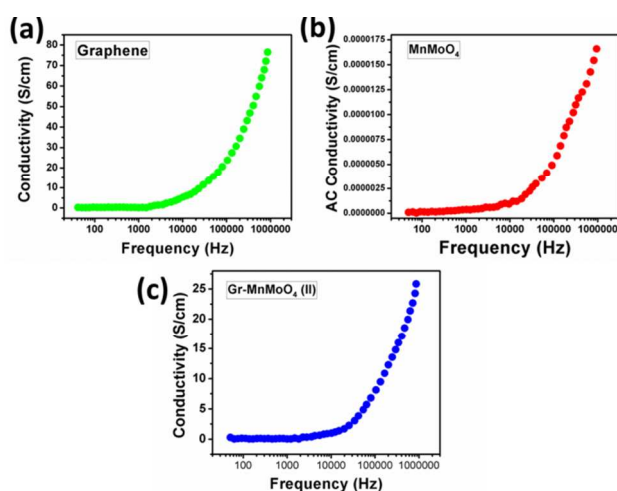 (a)
Graphene
Conductivity (S/cm)
80
70
60
50
40
30
20
10
0
100 1000 10000 100000 1000000
Frequency (Hz)
(b)
MnMoO₄
AC Conductivity (S/cm)
0.0000175
0.0000150
0.0000125
0.0000100
0.0000075
0.0000050
0.0000025
0.0000000
100 1000 10000 100000 1000000
Frequency (Hz)
(c)
Gr-MnMoO₄ (II)
Conductivity (S/cm)
25
20
15
10
5
0
100 1000 10000 100000 1000000
Frequency (Hz)